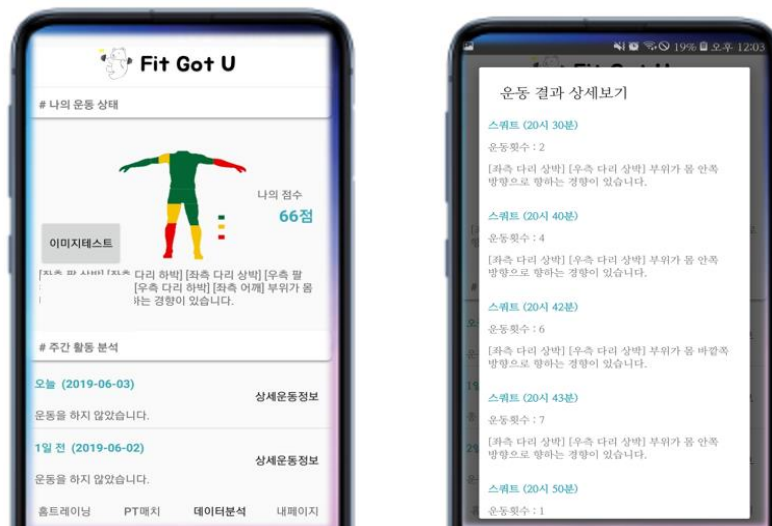 Fit Got U
# 나의 운동 상태
나의 점수
66점
이미지테스트
다리 하박] [좌측 다리 상박] [우측 팔
[우측 다리 하박] [좌측 어깨] 부위가 몸
하는 경향이 있습니다.
# 주간 활동 분석
오늘 (2019-06-03)
상세운동정보
운동을 하지 않았습니다.
1일 전 (2019-06-02)
상세운동정보
운동을 하지 않았습니다.
홈트레이닝 PT매치 데이터분석 내페이지
19% 오후 12:03
운동 결과 상세보기
스쿼트 (20시 30분)
운동횟수 : 2
[좌측 다리 상박] [우측 다리 상박] 부위가 몸 안쪽
방향으로 향하는 경향이 있습니다.
스쿼트 (20시 40분)
운동횟수 : 4
[좌측 다리 상박] [우측 다리 상박] 부위가 몸 안쪽
방향으로 향하는 경향이 있습니다.
스쿼트 (20시 42분)
운동횟수 : 6
[좌측 다리 상박] [우측 다리 상박] 부위가 몸 바깥쪽
방향으로 향하는 경향이 있습니다.
스쿼트 (20시 43분)
운동횟수 : 7
[좌측 다리 상박] [우측 다리 상박] 부위가 몸 안쪽
방향으로 향하는 경향이 있습니다.
스쿼트 (20시 50분)
운동횟수 : 1